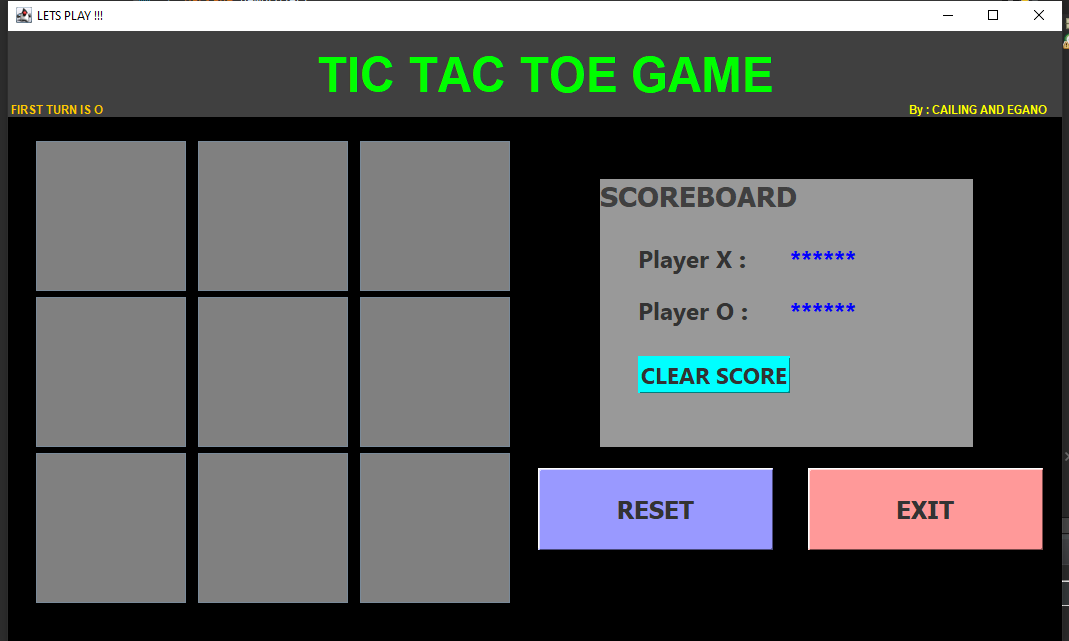 LETS PLAY !!!
TIC TAC TOE GAME
FIRST TURN IS O
By : CAILING AND EGANO
SCOREBOARD
Player X : ******
Player O : ******
CLEAR SCORE
RESET
EXIT